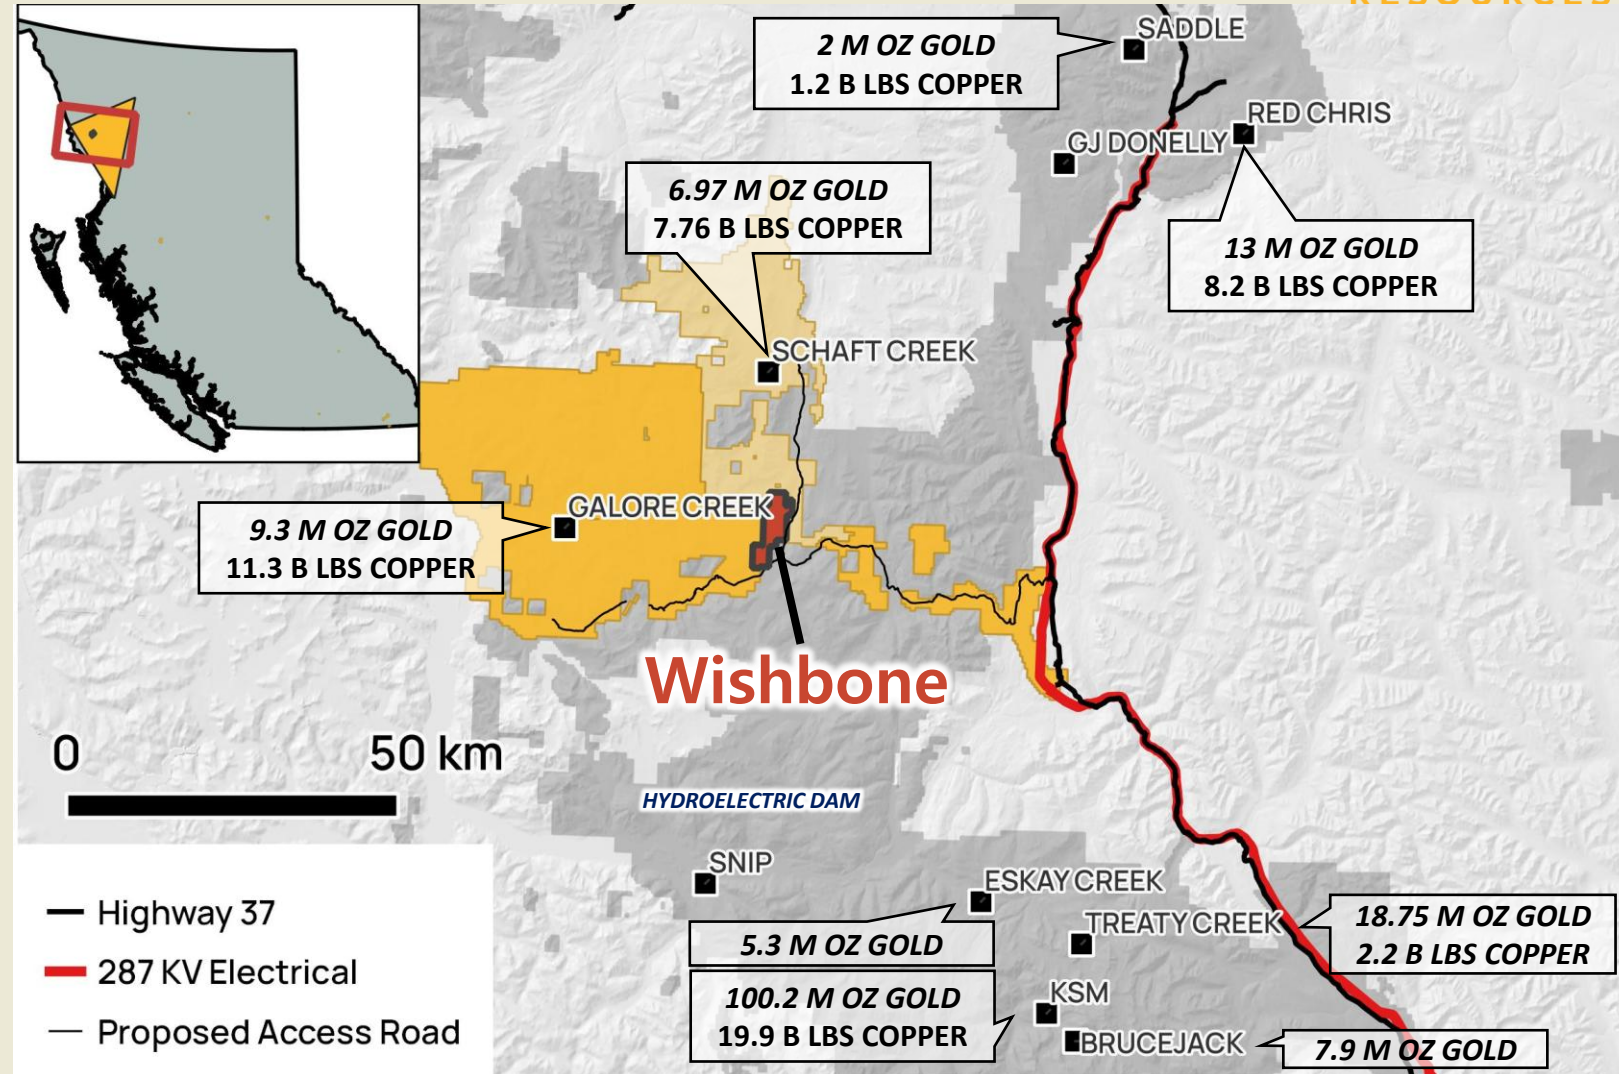 RESOURCES
2 M OZ GOLD
1.2 B LBS COPPER
SADDLE
RED CHRIS
GJ DONELLY
6.97 M OZ GOLD
7.76 B LBS COPPER
13 M OZ GOLD
8.2 B LBS COPPER
SCHAFT CREEK
GALORE CREEK
9.3 M OZ GOLD
11.3 B LBS COPPER
Wishbone
0 50 km
HYDROELECTRIC DAM
SNIP
ESKAY CREEK
TREATY CREEK
18.75 M OZ GOLD
2.2 B LBS COPPER
5.3 M OZ GOLD
100.2 M OZ GOLD
19.9 B LBS COPPER
KSM
BRUCEJACK
7.9 M OZ GOLD
Highway 37
287 KV Electrical
Proposed Access Road